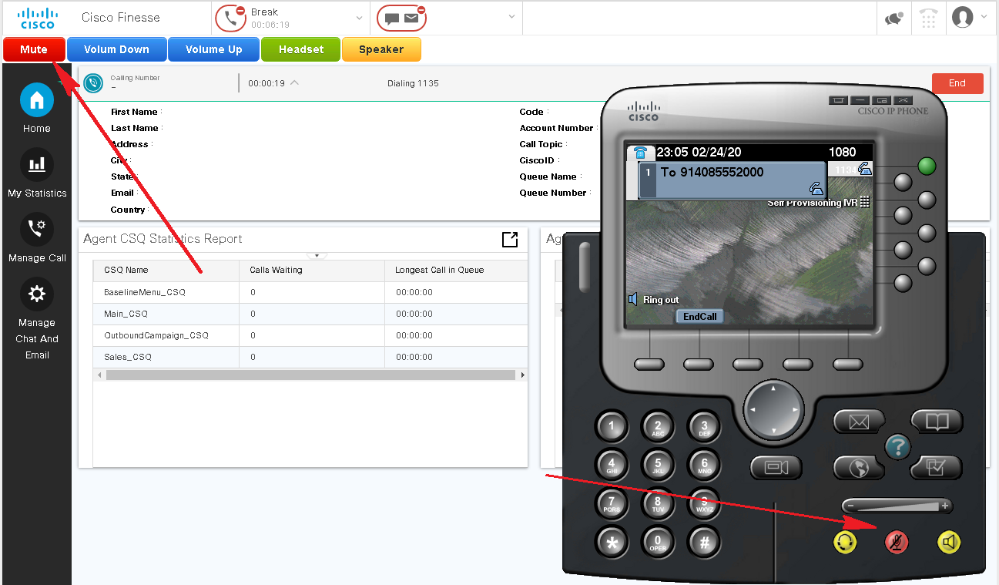 CISCO
Cisco Finesse
Break
00:06:19
Mute
Volum Down
Volume Up
Headset
Speaker
Calling Number
–
00:00:19
Dialing 1135
End
Home
My Statistics
Manage Call
Manage
Chat And
Email
First Name :
Last Name :
Address :
City :
State :
Email :
Country :
Code :
Account Number :
Call Topic :
CiscoID :
Queue Name :
Queue Number :
Agent CSQ Statistics Report
CSQ Name Calls Waiting Longest Call in Queue
BaselineMenu_CSQ 0 00:00:00
Main_CSQ 0 00:00:00
OutboundCampaign_CSQ 0 00:00:00
Sales_CSQ 0 00:00:00
Ag
CISCO
CISCO IP PHONE
23:05 02/24/20 1080
1 To 914085552000
Self Provisioning IVR
Ring out
EndCall
1 2 ABC 3 DEF
4 GHI 5 JKL 6 MNO
7 PQRS 8 TUV 9 WXYZ
* 0 OPER #
?
− +